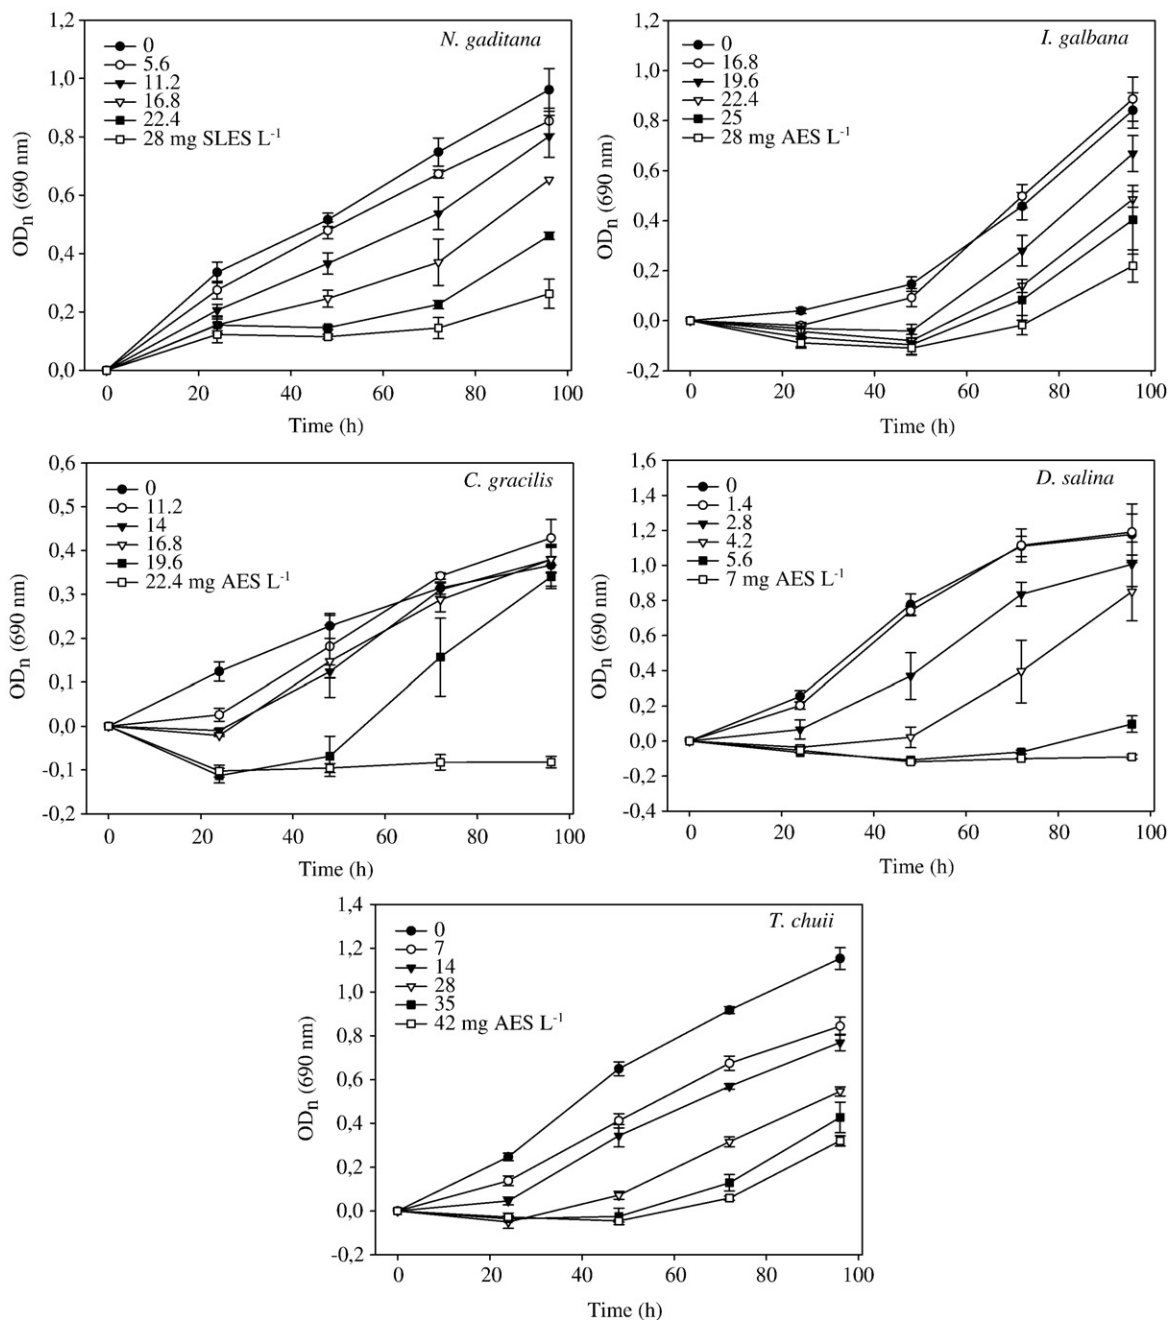 N. gaditana
0
5.6
11.2
16.8
22.4
28 mg SLES L-1
1,2
1,0
0,8
0,6
0,4
0,2
0,0
ODn (690 nm)
0 20 40 60 80 100
Time (h)
I. galbana
0
16.8
19.6
22.4
25
28 mg AES L-1
1,2
1,0
0,8
0,6
0,4
0,2
0,0
-0,2
ODn (690 nm)
0 20 40 60 80 100
Time (h)
C. gracilis
0
11.2
14
16.8
19.6
22.4 mg AES L-1
0,6
0,5
0,4
0,3
0,2
0,1
0,0
-0,1
-0,2
ODn (690 nm)
0 20 40 60 80 100
Time (h)
D. salina
0
1.4
2.8
4.2
5.6
7 mg AES L-1
1,6
1,4
1,2
1,0
0,8
0,6
0,4
0,2
0,0
-0,2
-0,4
ODn (690 nm)
0 20 40 60 80 100
Time (h)
T. chuii
0
7
14
28
35
42 mg AES L-1
1,4
1,2
1,0
0,8
0,6
0,4
0,2
0,0
-0,2
ODn (690 nm)
0 20 40 60 80 100
Time (h)